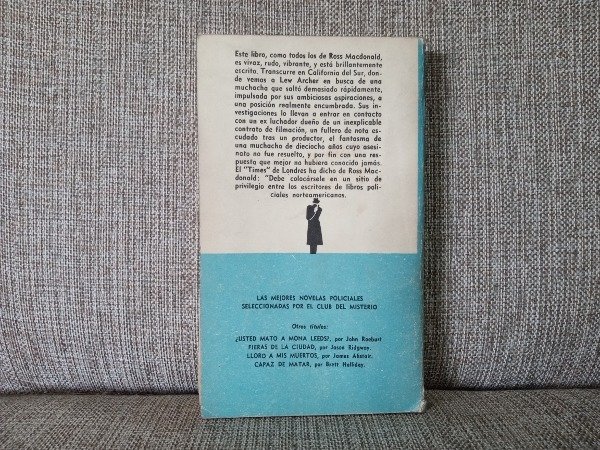 Este libro, como todos los de Ross Macdonald,
es viraz, rudo, vibrante, y está brillantemente
escrito. Transcurre en California del Sur, don-
de vemos a Lew Archer en busca de una
muchacha que saltó demasiado rápidamente,
impulsada por sus ambiciosas aspiraciones, a
una posición realmente encumbrada. Sus in-
vestigaciones lo llevan a entrar en contacto
con un ex luchador dueño de un inexplicable
contrato de filmación, un fullero de nota es-
cudado tras un productor, el fantasma de
una muchacha de dieciocho años cuyo asesi-
nato no fue resuelto, y por fin con una res-
puesta que mejor no hubiera conocido jamás.
El "Times" de Londres ha dicho de Ross Mac-
donald: "Debe colocársele en un sitio de
privilegio entre los escritores de libros poli-
ciales norteamericanos.
LAS MEJORES NOVELAS POLICIALES
SELECCIONADAS POR EL CLUB DEL MISTERIO
Otros títulos:
¿USTED MATO A MONA LEEDS?, por John Roeburt
FIERAS DE LA CIUDAD, por Jason Ridgway.
LLORO A MIS MUERTOS, por James Alistair.
CAPAZ DE MATAR, por Brett Halliday.